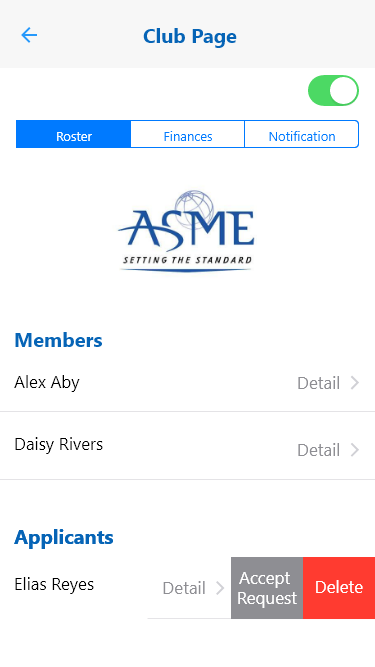 Club Page
Roster Finances Notification
ASME
SETTING THE STANDARD
Members
Alex Aby Detail
Daisy Rivers Detail
Applicants
Elias Reyes Detail Accept Request Delete